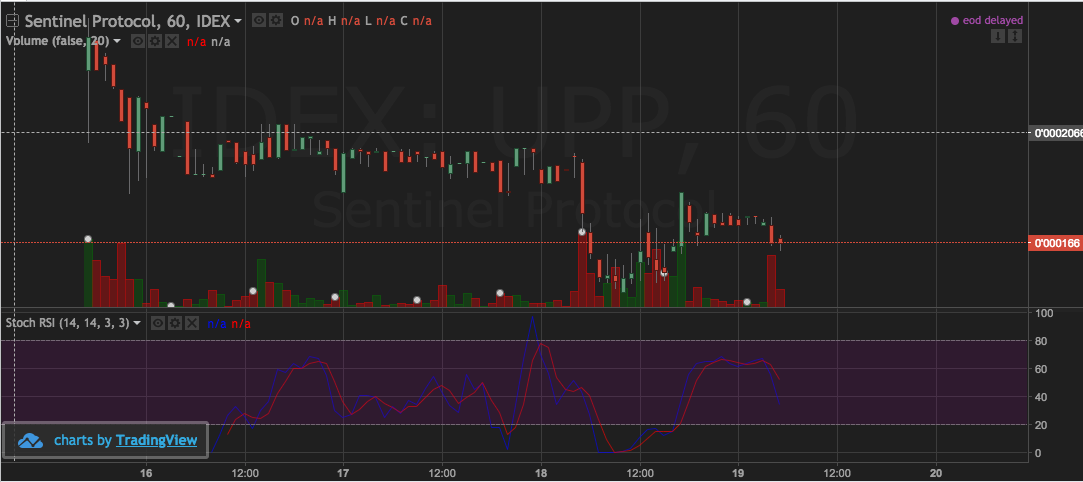 Sentinel Protocol, 60, IDEX O n/a H n/a L n/a C n/a
eod delayed
Volume (false, 20) n/a n/a
IDEX: UPP, 60
Sentinel Protocol
0'0002066
0'000166
Stoch RSI (14, 14, 3, 3) n/a n/a
100
80
60
40
20
0
charts by TradingView
16 12:00 17 12:00 18 12:00 19 12:00 20